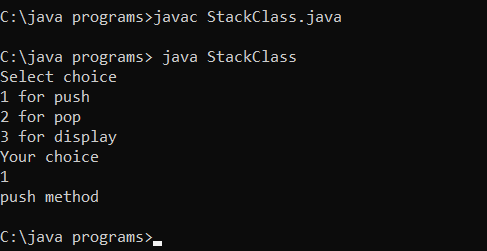 C:\java programs>javac StackClass.java
C:\java programs> java StackClass
Select choice
1 for push
2 for pop
3 for display
Your choice
1
push method
C:\java programs>